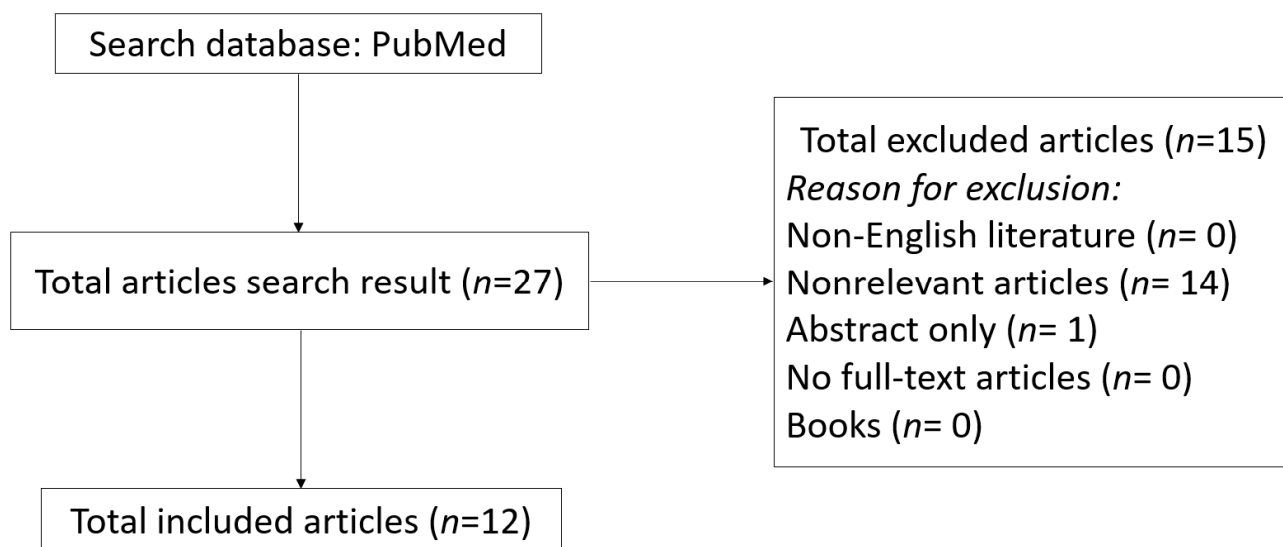 Search database: PubMed
Total articles search result (n=27)
Total excluded articles (n=15)
Reason for exclusion:
Non-English literature (n= 0)
Nonrelevant articles (n= 14)
Abstract only (n= 1)
No full-text articles (n= 0)
Books (n= 0)
Total included articles (n=12)